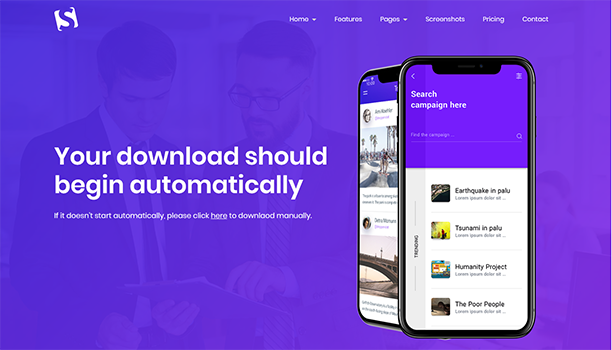 S
Home
Features
Pages
Screenshots
Pricing
Contact
Your download should
begin automatically
If it doesn't start automatically, please click here to downlaod manually.
Search
campaign here
Find the campaign ...
TRENDING
Earthquake in palu
Lorem ipsum dolor sit ...
Tsunami in palu
Lorem ipsum dolor sit ...
Humanity Project
Lorem ipsum dolor sit ...
The Poor People
Lorem ipsum dolor sit ...